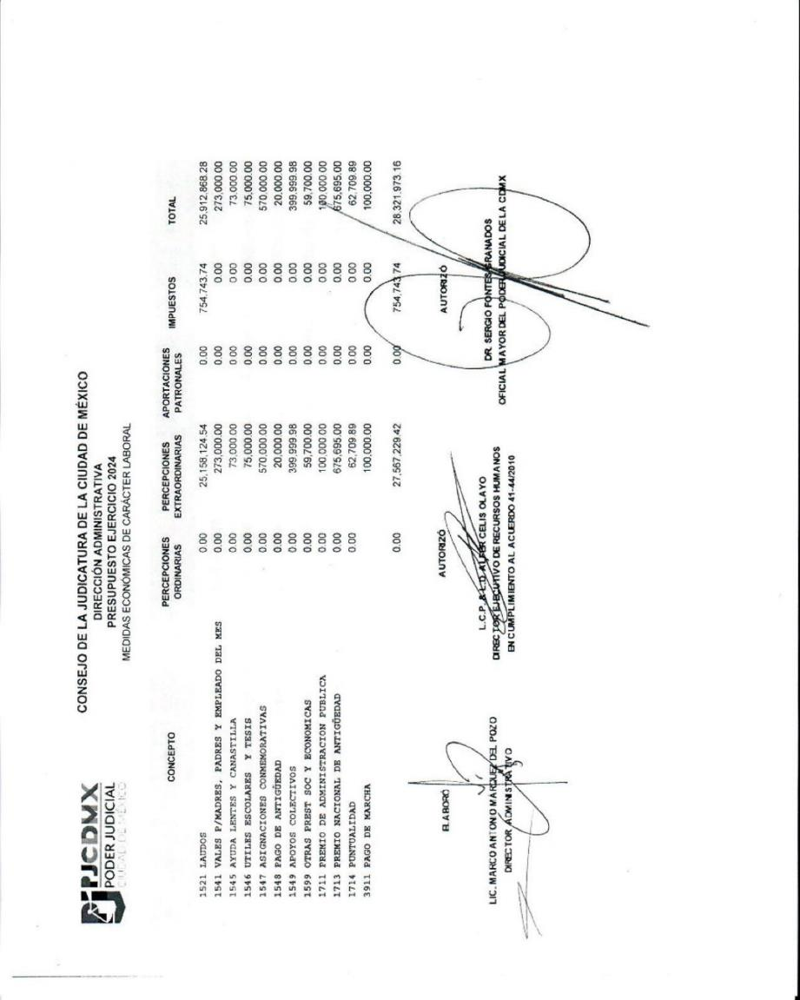 PJCDMX
PODER JUDICIAL
CIUDAD DE MÉXICO
CONSEJO DE LA JUDICATURA DE LA CIUDAD DE MÉXICO
DIRECCIÓN ADMINISTRATIVA
PRESUPUESTO EJERCICIO 2024
MEDIDAS ECONÓMICAS DE CARÁCTER LABORAL
CONCEPTO PERCEPCIONES ORDINARIAS PERCEPCIONES EXTRAORDINARIAS APORTACIONES PATRONALES IMPUESTOS TOTAL
1521 LAUDOS 0.00 25,158,124.54 0.00 754,743.74 25,912,868.28
1541 VALES P/MADRES, PADRES Y EMPLEADO DEL MES 0.00 273,000.00 0.00 0.00 273,000.00
1545 AYUDA LENTES Y CANASTILLA 0.00 73,000.00 0.00 0.00 73,000.00
1546 UTILES ESCOLARES Y TESIS 0.00 75,000.00 0.00 0.00 75,000.00
1547 ASIGNACIONES CONMEMORATIVAS 0.00 570,000.00 0.00 0.00 570,000.00
1548 PAGO DE ANTIGÜEDAD 0.00 20,000.00 0.00 0.00 20,000.00
1549 APOYOS COLECTIVOS 0.00 399,999.98 0.00 0.00 399,999.98
1599 OTRAS PREST SOC Y ECONOMICAS 0.00 59,700.00 0.00 0.00 59,700.00
1711 PREMIO DE ADMINISTRACION PUBLICA 0.00 100,000.00 0.00 0.00 100,000.00
1713 PREMIO NACIONAL DE ANTIGÜEDAD 0.00 675,695.00 0.00 0.00 675,695.00
1714 PUNTUALIDAD 0.00 62,709.89 0.00 0.00 62,709.89
3911 PAGO DE MARCHA 100,000.00 0.00 0.00 100,000.00
0.00 27,567,229.42 0.00 754,743.74 28,321,973.16
ELABORÓ
LIC. MARCO ANTONIO MARQUEZ DEL POZO
DIRECTOR ADMINISTRATIVO
AUTORIZÓ
L.C.P. & L.D. ALBER CELIS OLAYO
DIRECTOR EJECUTIVO DE RECURSOS HUMANOS
EN CUMPLIMIENTO AL ACUERDO 41-44/2010
AUTORIZÓ
DR. SERGIO FONTES GRANADOS
OFICIAL MAYOR DEL PODER JUDICIAL DE LA CDMX